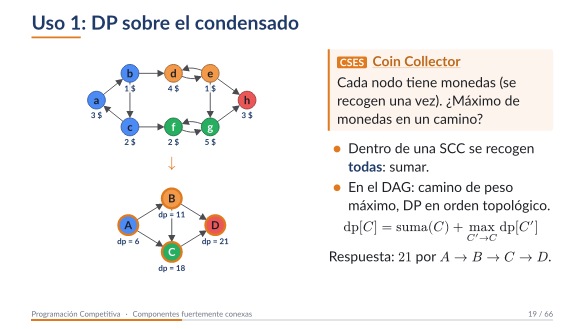 Uso 1: DP sobre el condensado
b
d
e
1 $
4 $
1 $
a
h
3 $
3 $
c
f
g
2 $
2 $
5 $
↓
B
dp = 11
A
D
dp = 6
dp = 21
C
dp = 18
CSES Coin Collector
Cada nodo tiene monedas (se
recogen una vez). ¿Máximo de
monedas en un camino?
• Dentro de una SCC se recogen
todas: sumar.
• En el DAG: camino de peso
máximo, DP en orden topológico.
dp[C] = suma(C) + max dp[C′]
C′→C
Respuesta: 21 por A → B → C → D.
Programación Competitiva · Componentes fuertemente conexas
19 / 66